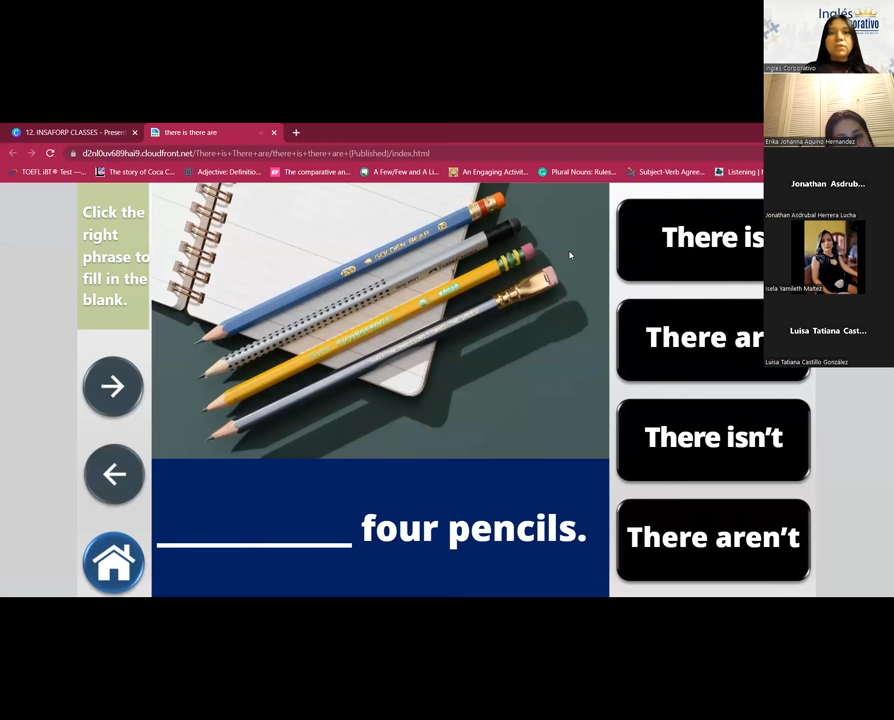 Inglés
orativo
Inglés Corporativo
12. INSAFORP CLASSES - Present
there is there are
d2nl0uv689hai9.cloudfront.net/There+is+There+are/there+is+there+are+(Published)/index.html
TOEFL iBT® Test —...
The story of Coca C...
Adjective: Definitio...
The comparative an...
A Few/Few and A Li...
An Engaging Activit...
Plural Nouns: Rules...
Subject-Verb Agree...
Listening
Erika Johanna Aquino Hernandez
Jonathan Asdrub...
Jonathan Asdrubal Herrera Lucha
Isela Yamileth Maltez
Luisa Tatiana Cast...
Luisa Tatiana Castillo González
Click the
right
phrase to
fill in the
blank.
GOLDEN BEAR
There is
There ar
There isn’t
There aren’t
____________ four pencils.